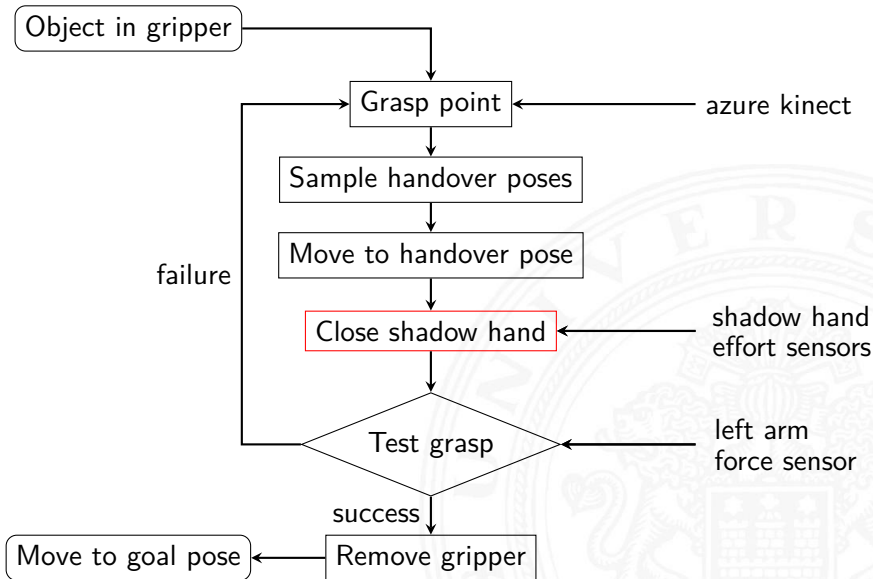 Object in gripper
Grasp point
azure kinect
Sample handover poses
Move to handover pose
failure
Close shadow hand
shadow hand
effort sensors
Test grasp
left arm
force sensor
success
Move to goal pose
Remove gripper